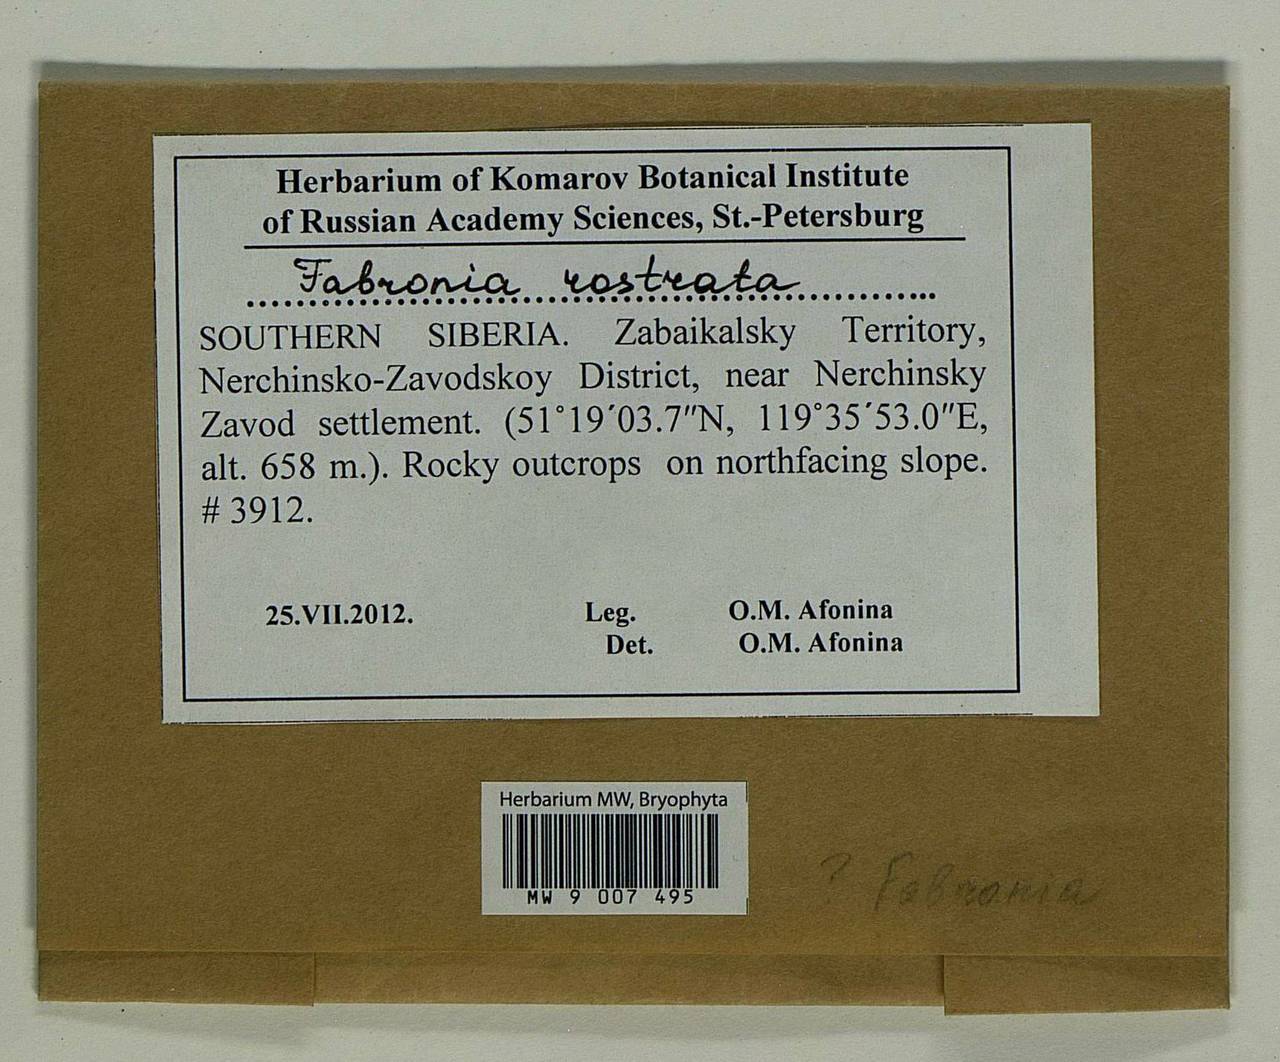 Herbarium of Komarov Botanical Institute
of Russian Academy Sciences, St.-Petersburg
Fabronia rostrata
SOUTHERN SIBERIA. Zabaikalsky Territory,
Nerchinsko-Zavodskoy District, near Nerchinsky
Zavod settlement. (51°19´03.7″N, 119°35´53.0″E,
alt. 658 m.). Rocky outcrops on northfacing slope.
# 3912.
25.VII.2012. Leg. O.M. Afonina
Det. O.M. Afonina
Herbarium MW, Bryophyta
MW 9 007 495
? Fabronia